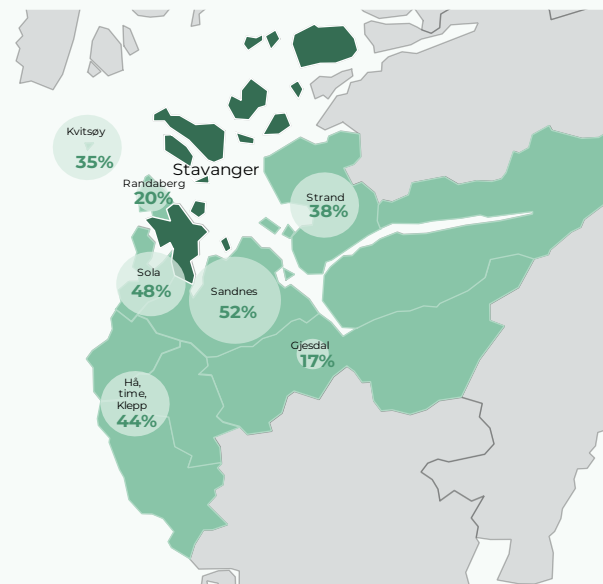 Kvitsøy
35%
Stavanger
Randaberg
20%
Strand
38%
Sola
48%
Sandnes
52%
Gjesdal
17%
Hå,
time,
Klepp
44%